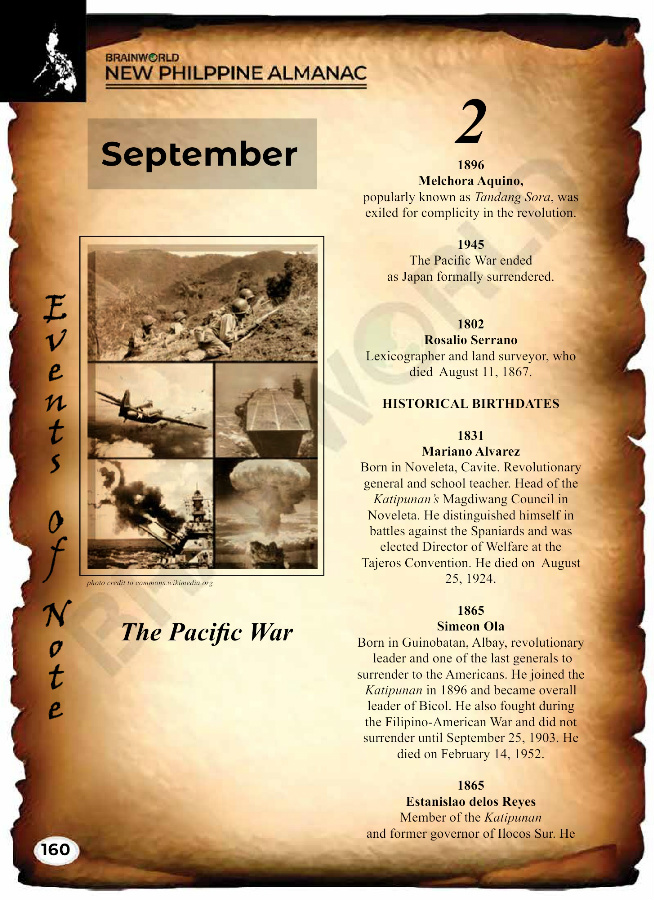 BRAINWORLD
NEW PHILPPINE ALMANAC
September
Events of Note
photo credit to commons.wikimedia.org
The Pacific War
2
1896
Melchora Aquino,
popularly known as Tandang Sora, was
exiled for complicity in the revolution.
1945
The Pacific War ended
as Japan formally surrendered.
1802
Rosalio Serrano
Lexicographer and land surveyor, who
died August 11, 1867.
HISTORICAL BIRTHDATES
1831
Mariano Alvarez
Born in Noveleta, Cavite. Revolutionary
general and school teacher. Head of the
Katipunan's Magdiwang Council in
Noveleta. He distinguished himself in
battles against the Spaniards and was
elected Director of Welfare at the
Tajeros Convention. He died on August
25, 1924.
1865
Simeon Ola
Born in Guinobatan, Albay, revolutionary
leader and one of the last generals to
surrender to the Americans. He joined the
Katipunan in 1896 and became overall
leader of Bicol. He also fought during
the Filipino-American War and did not
surrender until September 25, 1903. He
died on February 14, 1952.
1865
Estanislao delos Reyes
Member of the Katipunan
and former governor of Ilocos Sur. He
160
BRAINWORLD